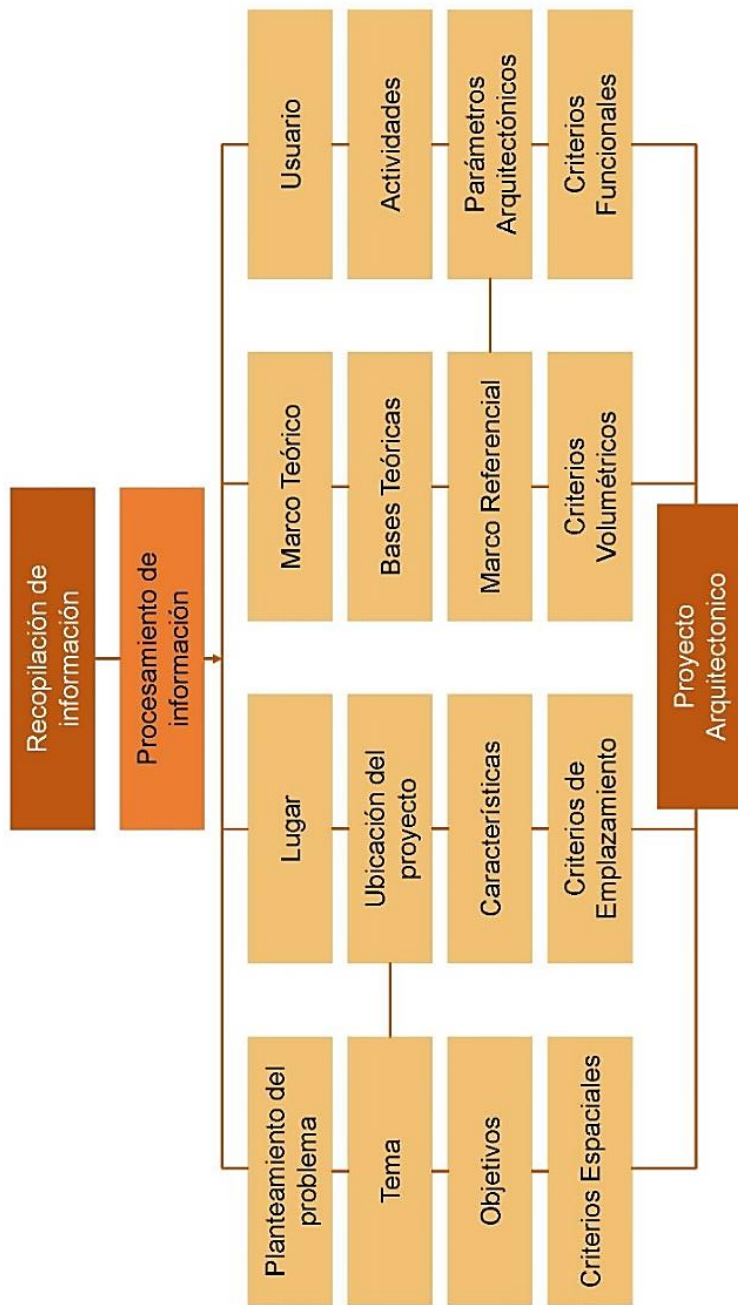 Recopilación de
información
Procesamiento de
información
Planteamiento del
problema
Tema
Objetivos
Criterios Espaciales
Lugar
Ubicación del
proyecto
Características
Criterios de
Emplazamiento
Marco Teórico
Bases Teóricas
Marco Referencial
Criterios
Volumétricos
Usuario
Actividades
Parámetros
Arquitectónicos
Criterios
Funcionales
Proyecto
Arquitectonico